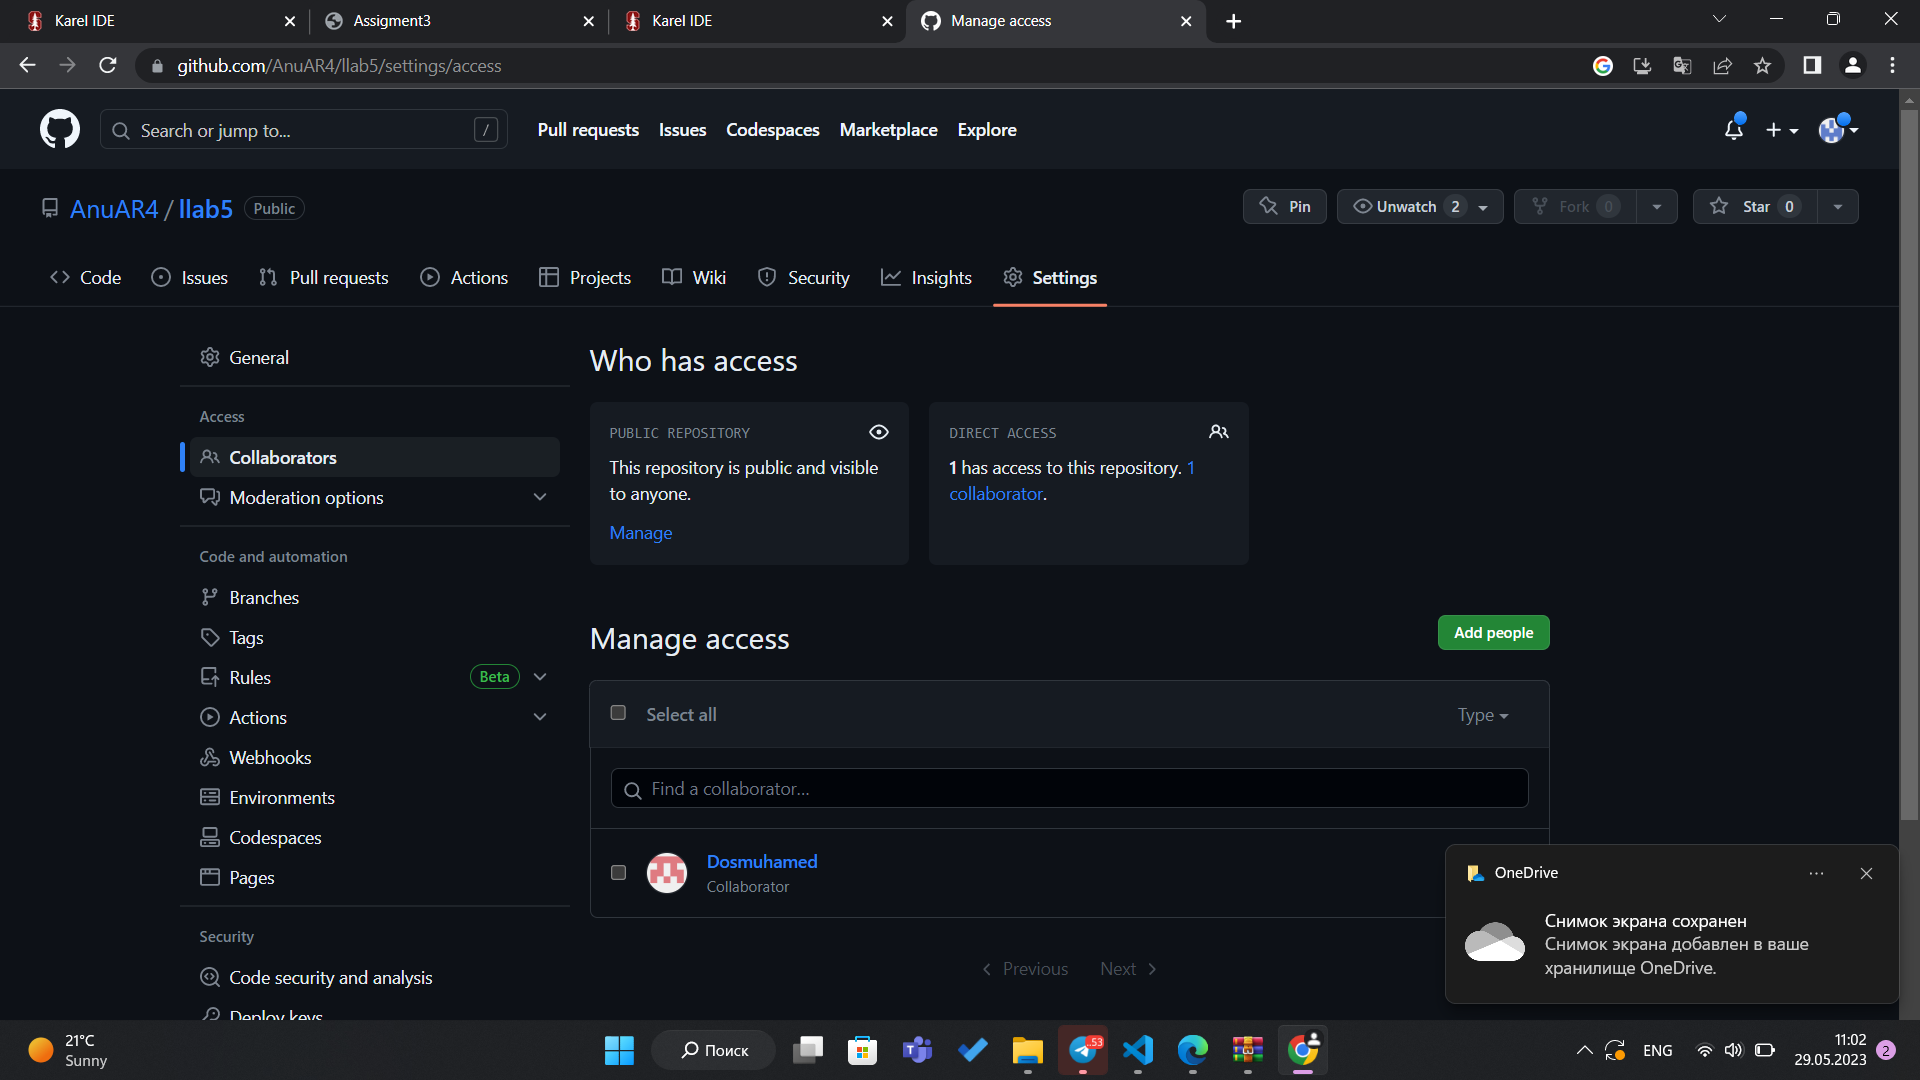 Karel IDE
Assigment3
Karel IDE
Manage access
github.com/AnuAR4/llab5/settings/access
Search or jump to...
/
Pull requests
Issues
Codespaces
Marketplace
Explore
AnuAR4 / llab5
Public
Pin
Unwatch 2
Fork 0
Star 0
Code
Issues
Pull requests
Actions
Projects
Wiki
Security
Insights
Settings
General
Access
Collaborators
Moderation options
Code and automation
Branches
Tags
Rules
Beta
Actions
Webhooks
Environments
Codespaces
Pages
Security
Code security and analysis
Deploy keys
Who has access
PUBLIC REPOSITORY
This repository is public and visible
to anyone.
Manage
DIRECT ACCESS
1 has access to this repository. 1
collaborator.
Manage access
Add people
Select all
Type
Find a collaborator...
Dosmuhamed
Collaborator
Previous
Next
OneDrive
Снимок экрана сохранен
Снимок экрана добавлен в ваше
хранилище OneDrive.
21°C
Sunny
Поиск
..53
ENG
11:02
29.05.2023
2